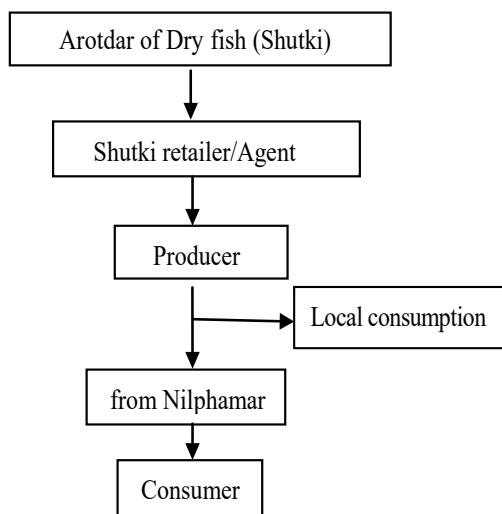 Arotdar of Dry fish (Shutki)
Shutki retailer/Agent
Producer
Local consumption
from Nilphamar
Consumer